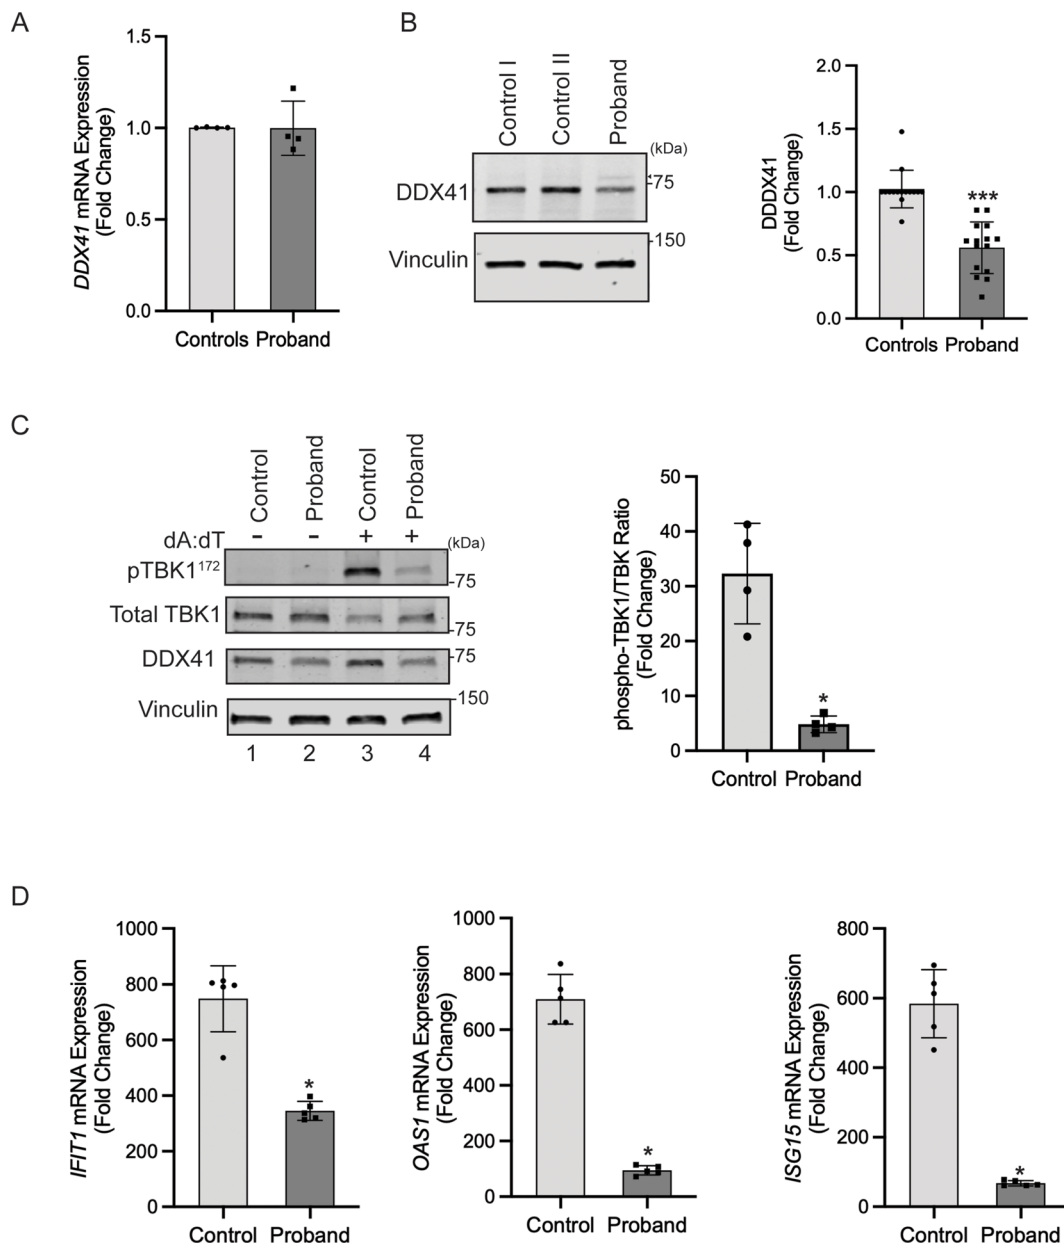 A
DDX41 mRNA Expression
(Fold Change)
1.5
1.0
0.5
0.0
Controls Proband
B
Control I
Control II
Proband
(kDa)
DDX41
-75
Vinculin
-150
DDDX41
(Fold Change)
2.0
1.5
1.0
0.5
0.0
***
Controls Proband
C
Control
Proband
Control
Proband
dA:dT - - + + (kDa)
pTBK1172
-75
Total TBK1
-75
DDX41
-75
Vinculin
-150
1 2 3 4
phospho-TBK1/TBK Ratio
(Fold Change)
50
40
30
20
10
0
*
Control Proband
D
IFIT1 mRNA Expression
(Fold Change)
1000
800
600
400
200
0
*
Control Proband
OAS1 mRNA Expression
(Fold Change)
1000
800
600
400
200
0
*
Control Proband
ISG15 mRNA Expression
(Fold Change)
800
600
400
200
0
*
Control Proband